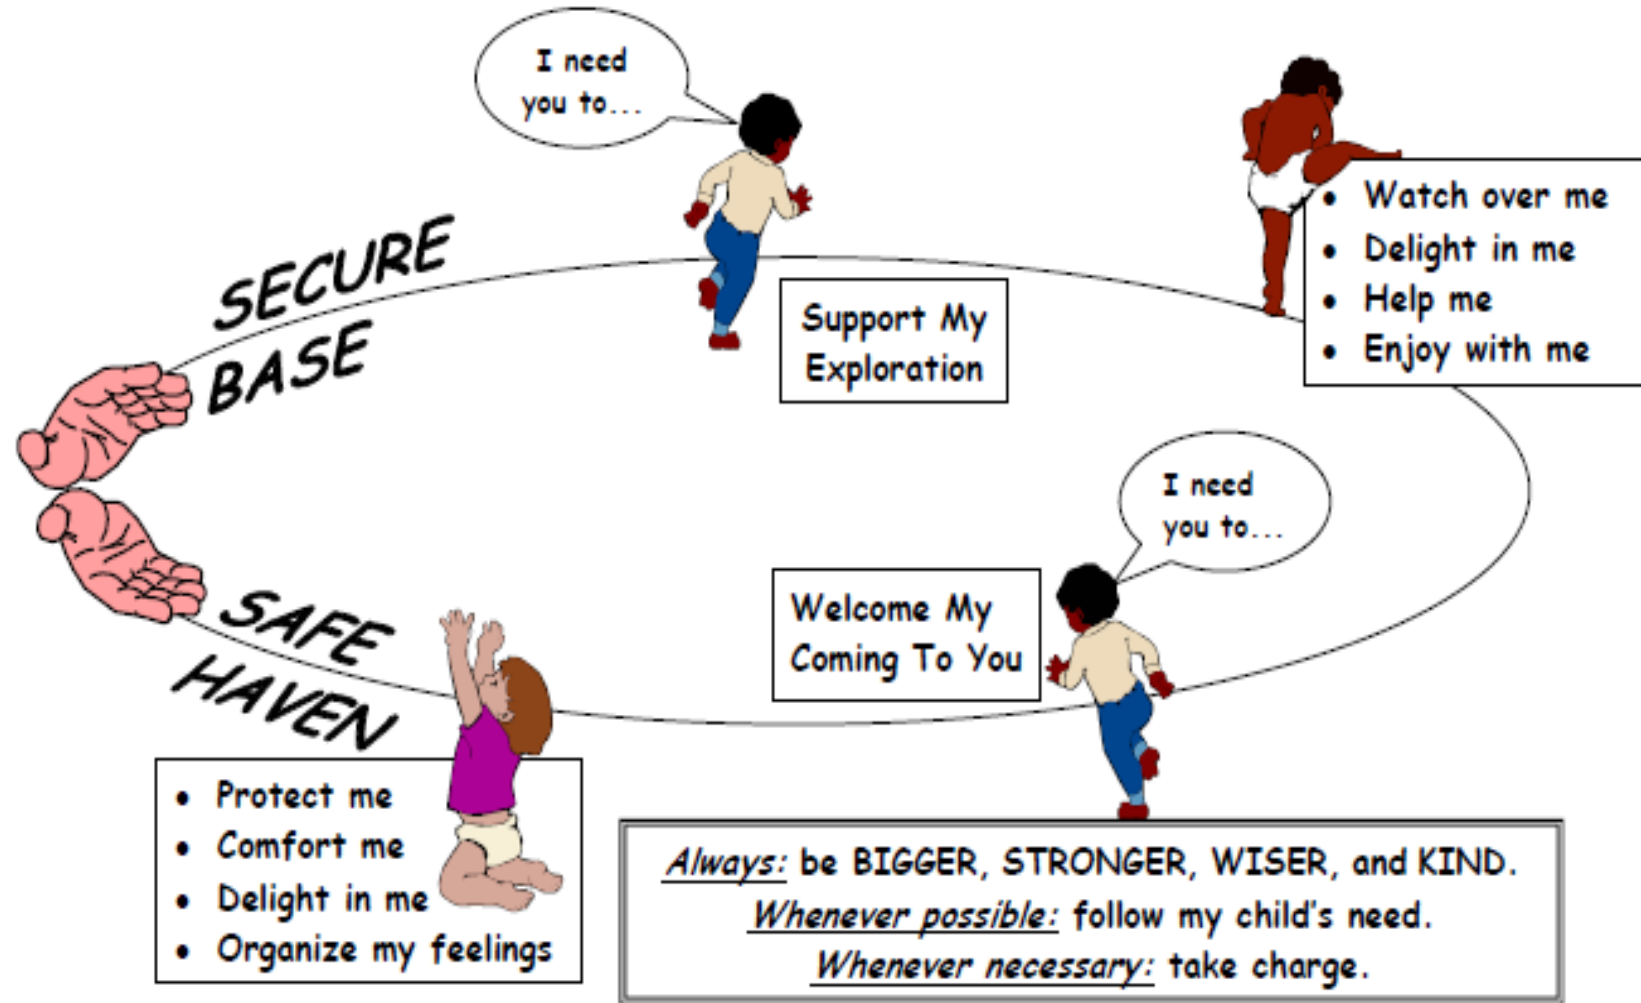 I need
you to...
SECURE
BASE
Support My
Exploration
• Watch over me
• Delight in me
• Help me
• Enjoy with me
I need
you to...
Welcome My
Coming To You
SAFE
HAVEN
• Protect me
• Comfort me
• Delight in me
• Organize my feelings
Always: be BIGGER, STRONGER, WISER, and KIND.
Whenever possible: follow my child's need.
Whenever necessary: take charge.